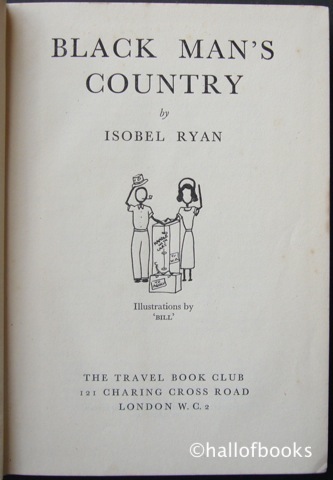 BLACK MAN'S
COUNTRY
by
ISOBEL RYAN
Illustrations by
'BILL'
THE TRAVEL BOOK CLUB
121 CHARING CROSS ROAD
LONDON W.C.2
©hallofbooks